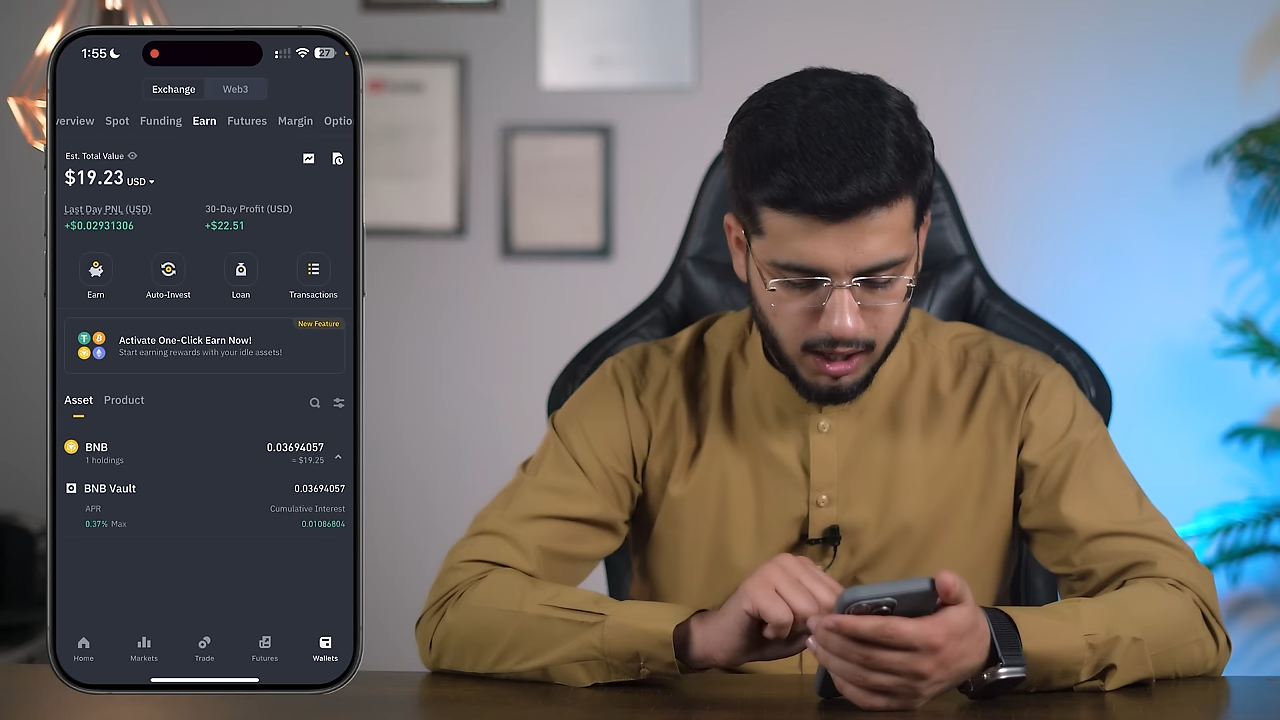 1:55
27
Exchange Web3
verview Spot Funding Earn Futures Margin Optio
Est. Total Value
$19.23 USD
Last Day PNL (USD) 30-Day Profit (USD)
+$0.02931306 +$22.51
Earn Auto-Invest Loan Transactions
New Feature
Activate One-Click Earn Now!
Start earning rewards with your idle assets!
Asset Product
BNB 0.03694057
1 holdings ≈ $19.25
BNB Vault 0.03694057
APR Cumulative Interest
0.37% Max 0.01086804
Home Markets Trade Futures Wallets